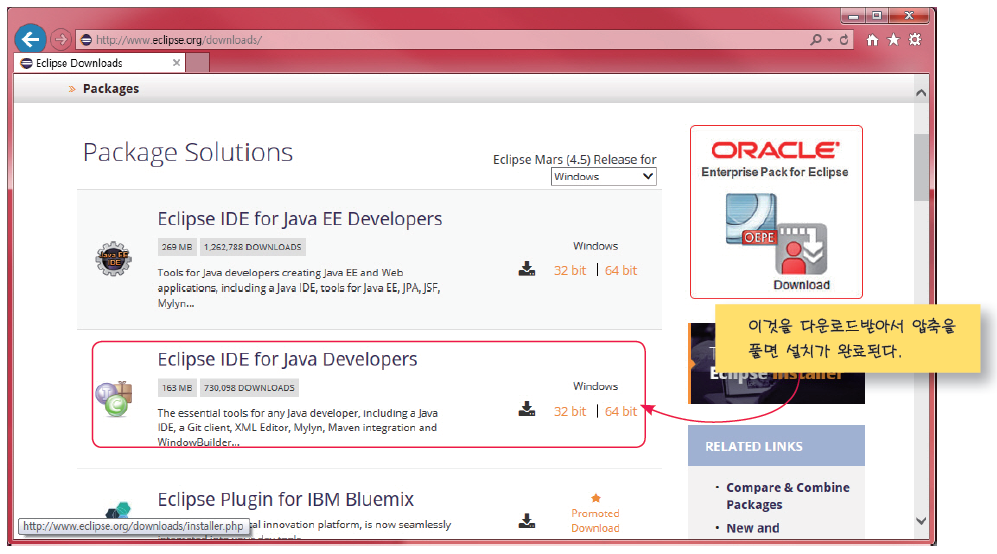 http://www.eclipse.org/downloads/
Eclipse Downloads
» Packages
Package Solutions
Eclipse Mars (4.5) Release for
Windows
Eclipse IDE for Java EE Developers
269 MB 1,262,788 DOWNLOADS
Tools for Java developers creating Java EE and Web
applications, including a Java IDE, tools for Java EE, JPA, JSF,
Mylyn...
Java EE
IDE
Windows
32 bit | 64 bit
Eclipse IDE for Java Developers
163 MB 730,098 DOWNLOADS
The essential tools for any Java developer, including a Java
IDE, a Git client, XML Editor, Mylyn, Maven integration and
WindowBuilder...
Windows
32 bit | 64 bit
Eclipse Plugin for IBM Bluemix
al innovation platform, is now seamlessly
Promoted
Download
http://www.eclipse.org/downloads/installer.php
ORACLE
Enterprise Pack for Eclipse
OEPE
Download
이것을 다운로드받아서 압축을
풀면 설치가 완료된다.
Eclipse Installer
RELATED LINKS
· Compare & Combine
Packages
· New and